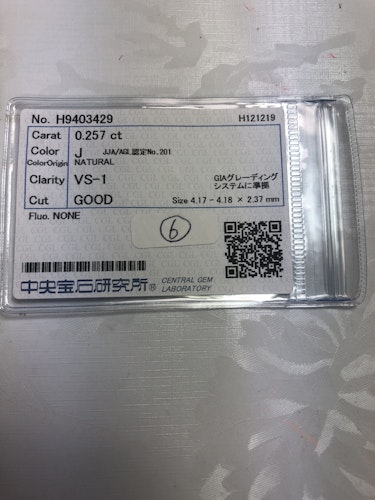 No. H9403429 H121219
Carat 0.257 ct
Color J JJA/AGL認定No.201
ColorOrigin NATURAL
Clarity VS-1 GIAグレーディング
システムに準拠
Cut GOOD Size 4.17 - 4.18 × 2.37 mm
Fluo. NONE
6
中央宝石研究所® CENTRAL GEM
LABORATORY